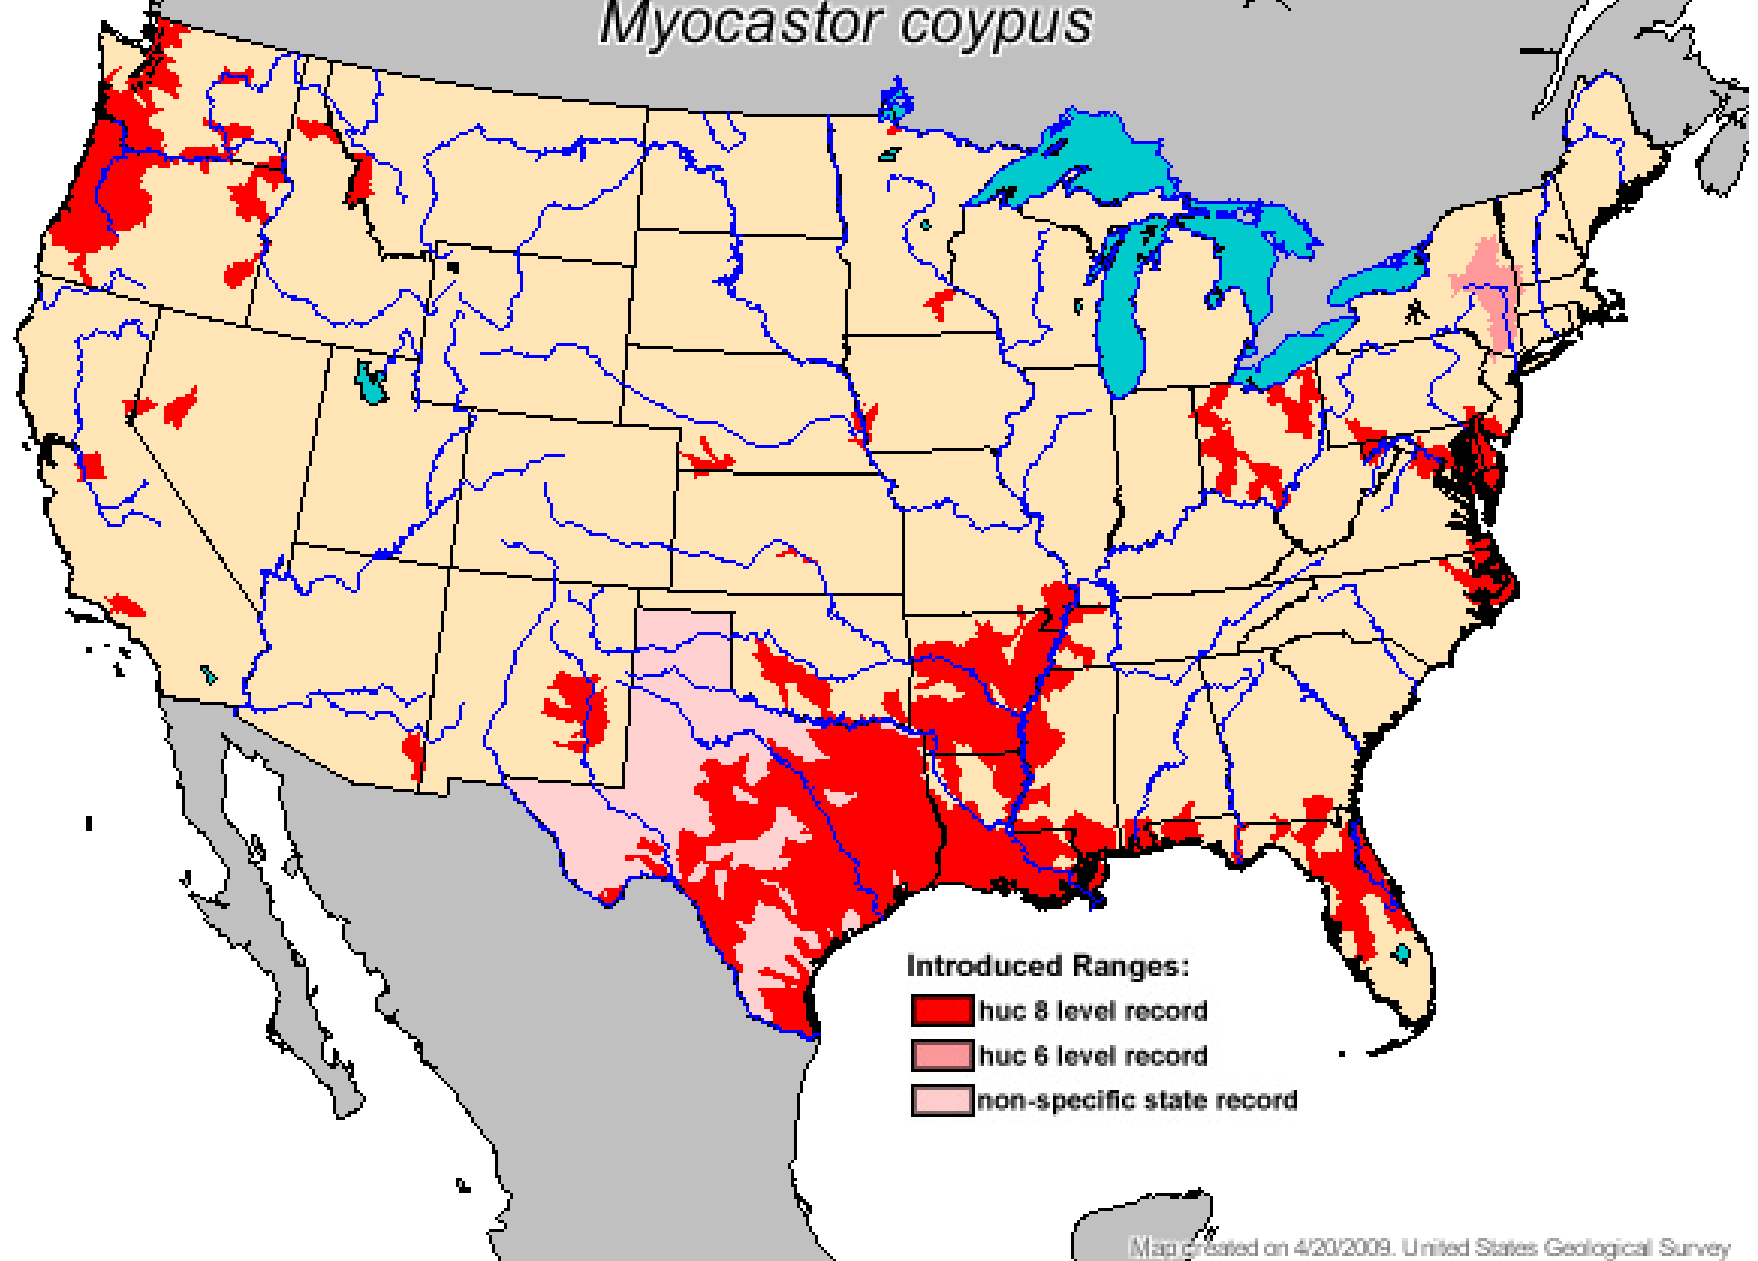 Myocastor coypus
Introduced Ranges:
huc 8 level record
huc 6 level record
non-specific state record
Map created on 4/20/2009. United States Geological Survey